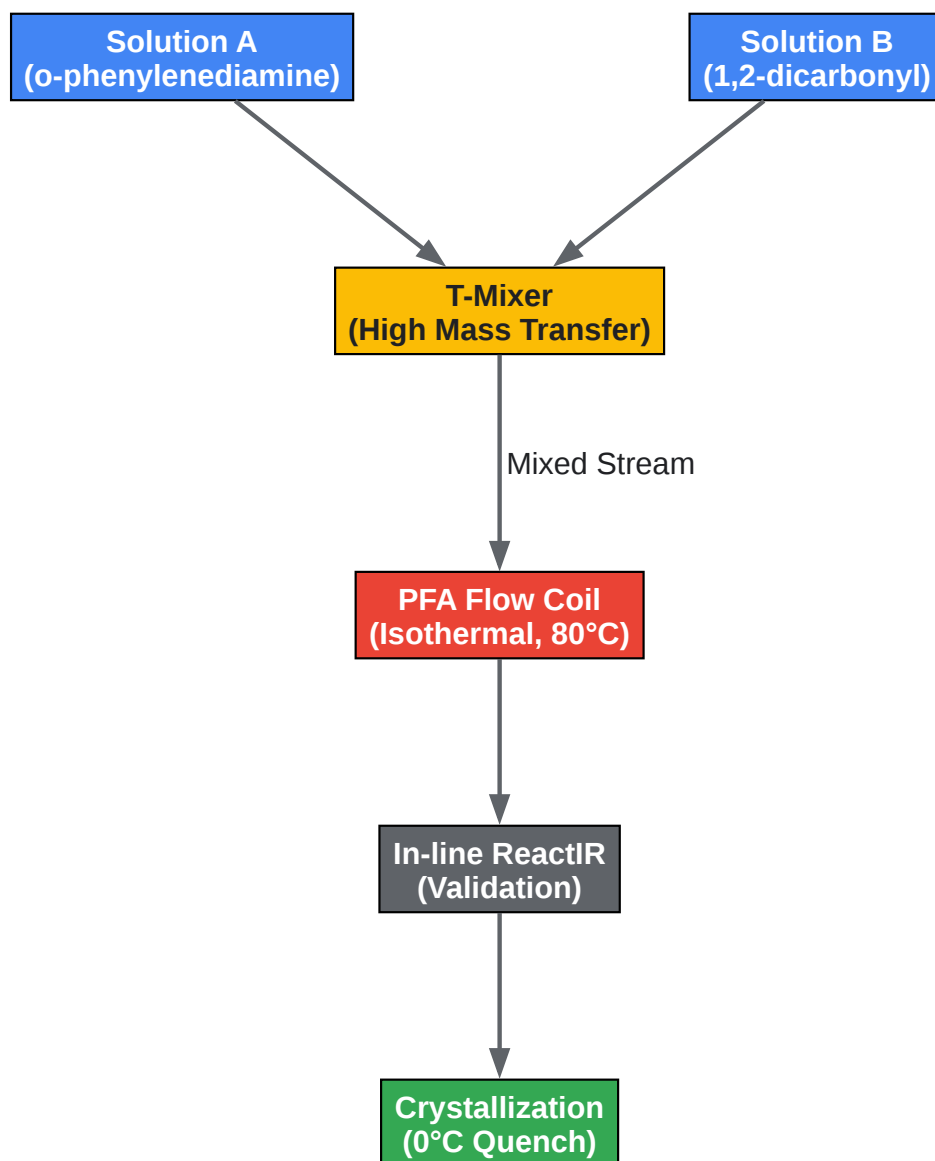 Solution A
(o-phenylenediamine)
Solution B
(1,2-dicarbonyl)
T-Mixer
(High Mass Transfer)
Mixed Stream
PFA Flow Coil
(Isothermal, 80°C)
In-line ReactIR
(Validation)
Crystallization
(0°C Quench)